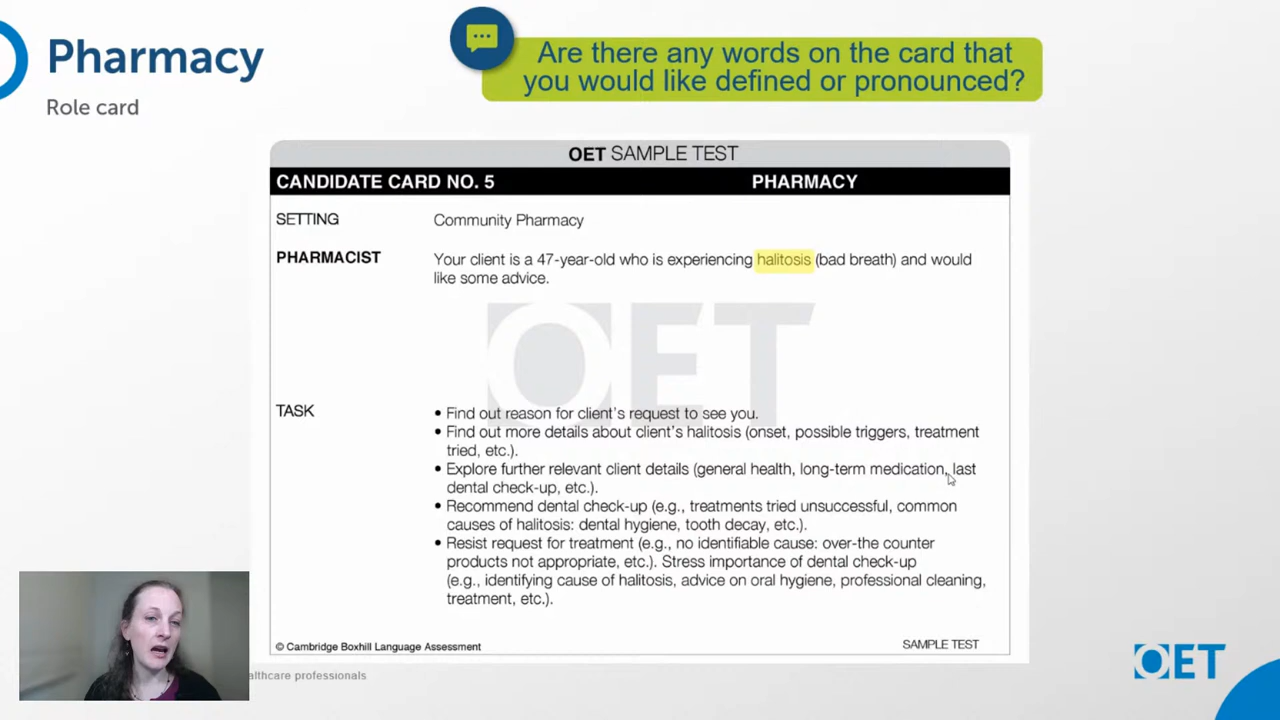 Pharmacy
Role card
Are there any words on the card that
you would like defined or pronounced?
OET SAMPLE TEST
CANDIDATE CARD NO. 5 PHARMACY
SETTING Community Pharmacy
PHARMACIST Your client is a 47-year-old who is experiencing halitosis (bad breath) and would
like some advice.
OET
TASK • Find out reason for client's request to see you.
• Find out more details about client's halitosis (onset, possible triggers, treatment
tried, etc.).
• Explore further relevant client details (general health, long-term medication, last
dental check-up, etc.).
• Recommend dental check-up (e.g., treatments tried unsuccessful, common
causes of halitosis: dental hygiene, tooth decay, etc.).
• Resist request for treatment (e.g., no identifiable cause: over-the counter
products not appropriate, etc.). Stress importance of dental check-up
(e.g., identifying cause of halitosis, advice on oral hygiene, professional cleaning,
treatment, etc.).
© Cambridge Boxhill Language Assessment SAMPLE TEST
professionals
OET